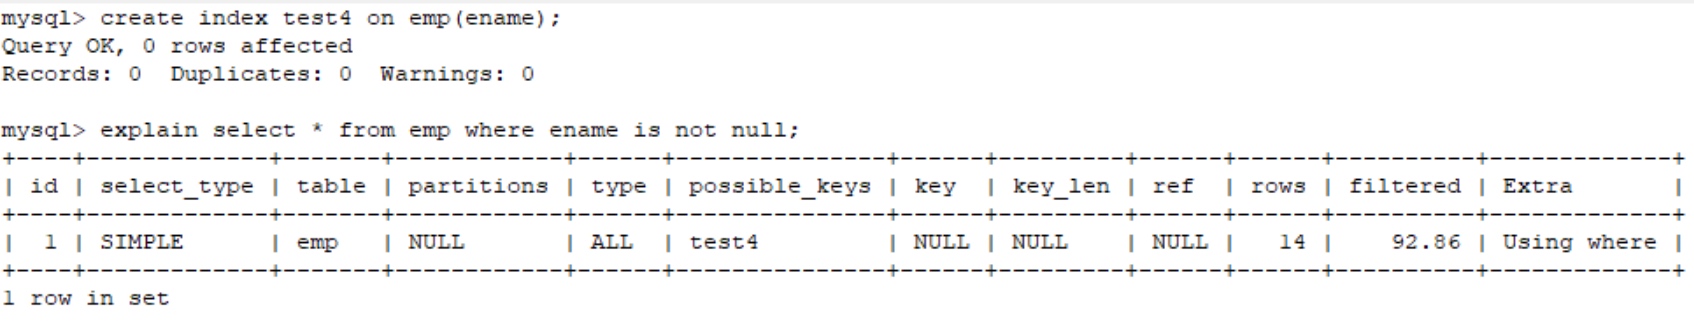 mysql> create index test4 on emp(ename);
Query OK, 0 rows affected
Records: 0  Duplicates: 0  Warnings: 0
mysql> explain select * from emp where ename is not null;
+----+-------------+-------+------------+------+---------------+------+---------+------+------+----------+-------------+
| id | select_type | table | partitions | type | possible_keys | key  | key_len | ref  | rows | filtered | Extra       |
+----+-------------+-------+------------+------+---------------+------+---------+------+------+----------+-------------+
|  1 | SIMPLE      | emp   | NULL       | ALL  | test4         | NULL | NULL    | NULL |   14 |    92.86 | Using where |
+----+-------------+-------+------------+------+---------------+------+---------+------+------+----------+-------------+
1 row in set